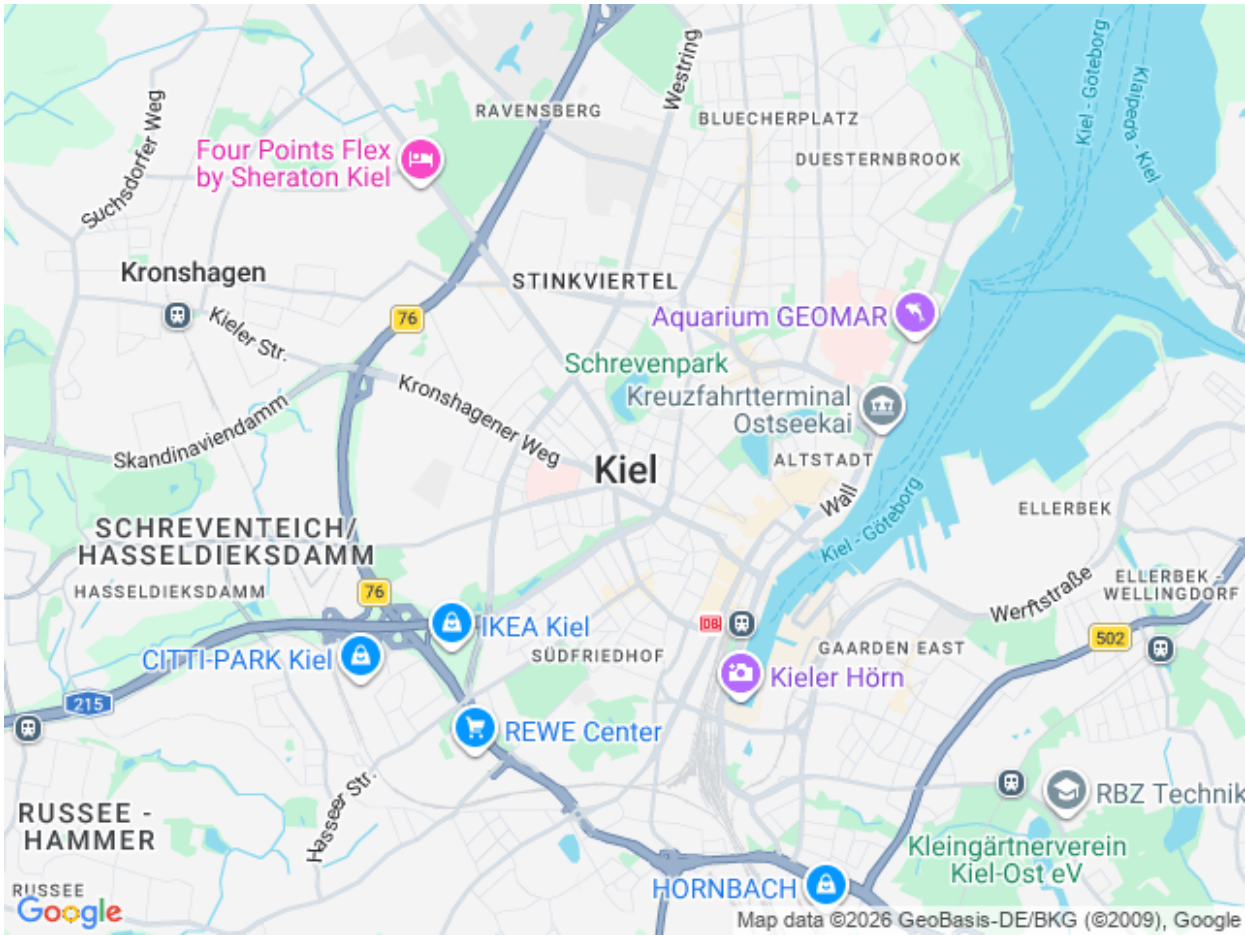 Westring
Kiel - Göteborg
Klaipeda - Kiel
Suchsdorfer Weg
RAVENSBERG
BLUECHERPLATZ
Four Points Flex
by Sheraton Kiel
DUESTERNBROOK
Kronshagen
STINKVIERTEL
76
Kieler Str.
Aquarium GEOMAR
Schrevenpark
Kronshagener Weg
Kreuzfahrtterminal
Ostseekai
Skandinaviendamm
Kiel
ALTSTADT
Wall
Kiel - Göteborg
ELLERBEK
SCHREVENTEICH/
HASSELDIEKSDAMM
HASSELDIEKSDAMM
76
Werftstraße
ELLERBEK -
WELLINGDORF
IKEA Kiel
DB
502
CITTI-PARK Kiel
SÜDFRIEDHOF
GAARDEN EAST
Kieler Hörn
215
REWE Center
Hasseer Str.
RBZ Technik
RUSSEE -
HAMMER
Kleingärtnerverein
Kiel-Ost eV
HORNBACH
RUSSEE
Google
Map data ©2026 GeoBasis-DE/BKG (©2009), Google